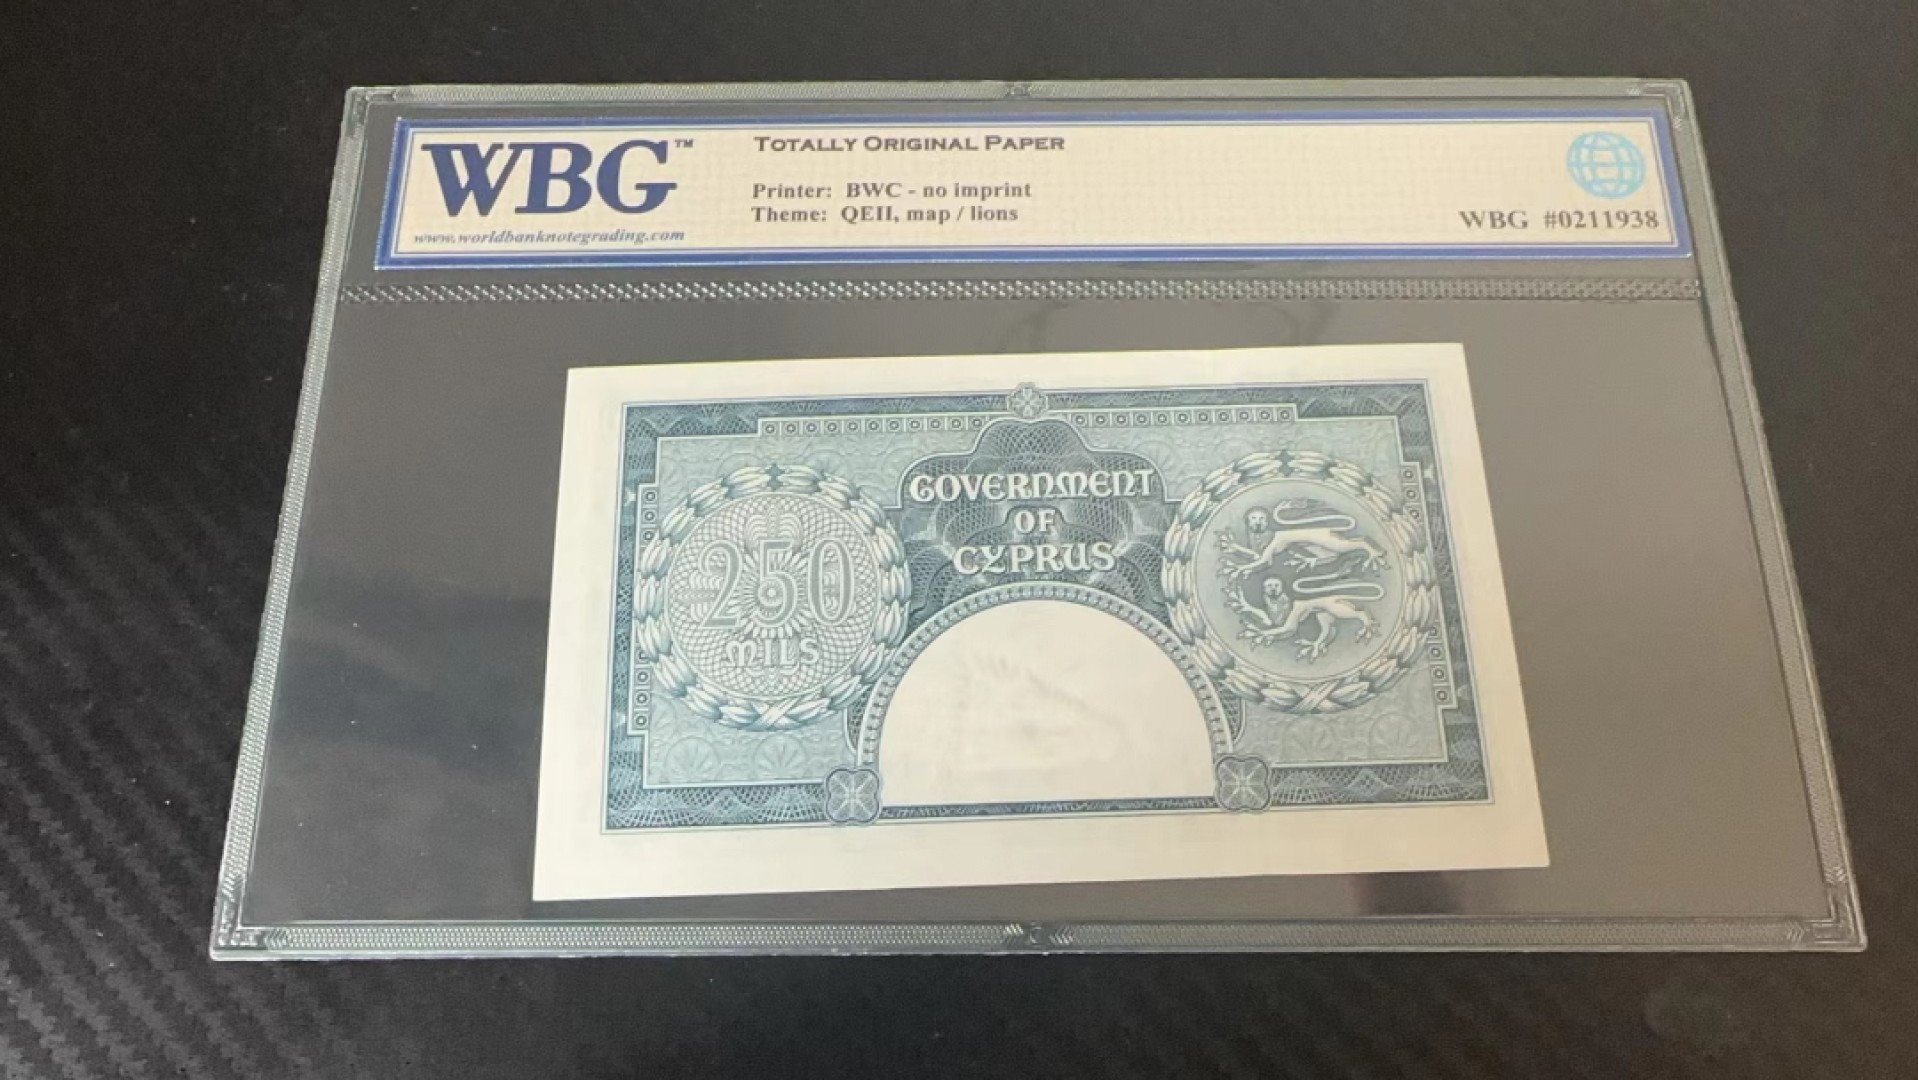 WBG™
www.worldbanknotegrading.com
TOTALLY ORIGINAL PAPER
Printer: BWC - no imprint
Theme: QEII, map / lions
WBG #0211938
GOVERNMENT
OF
CYPRUS
250
MILS